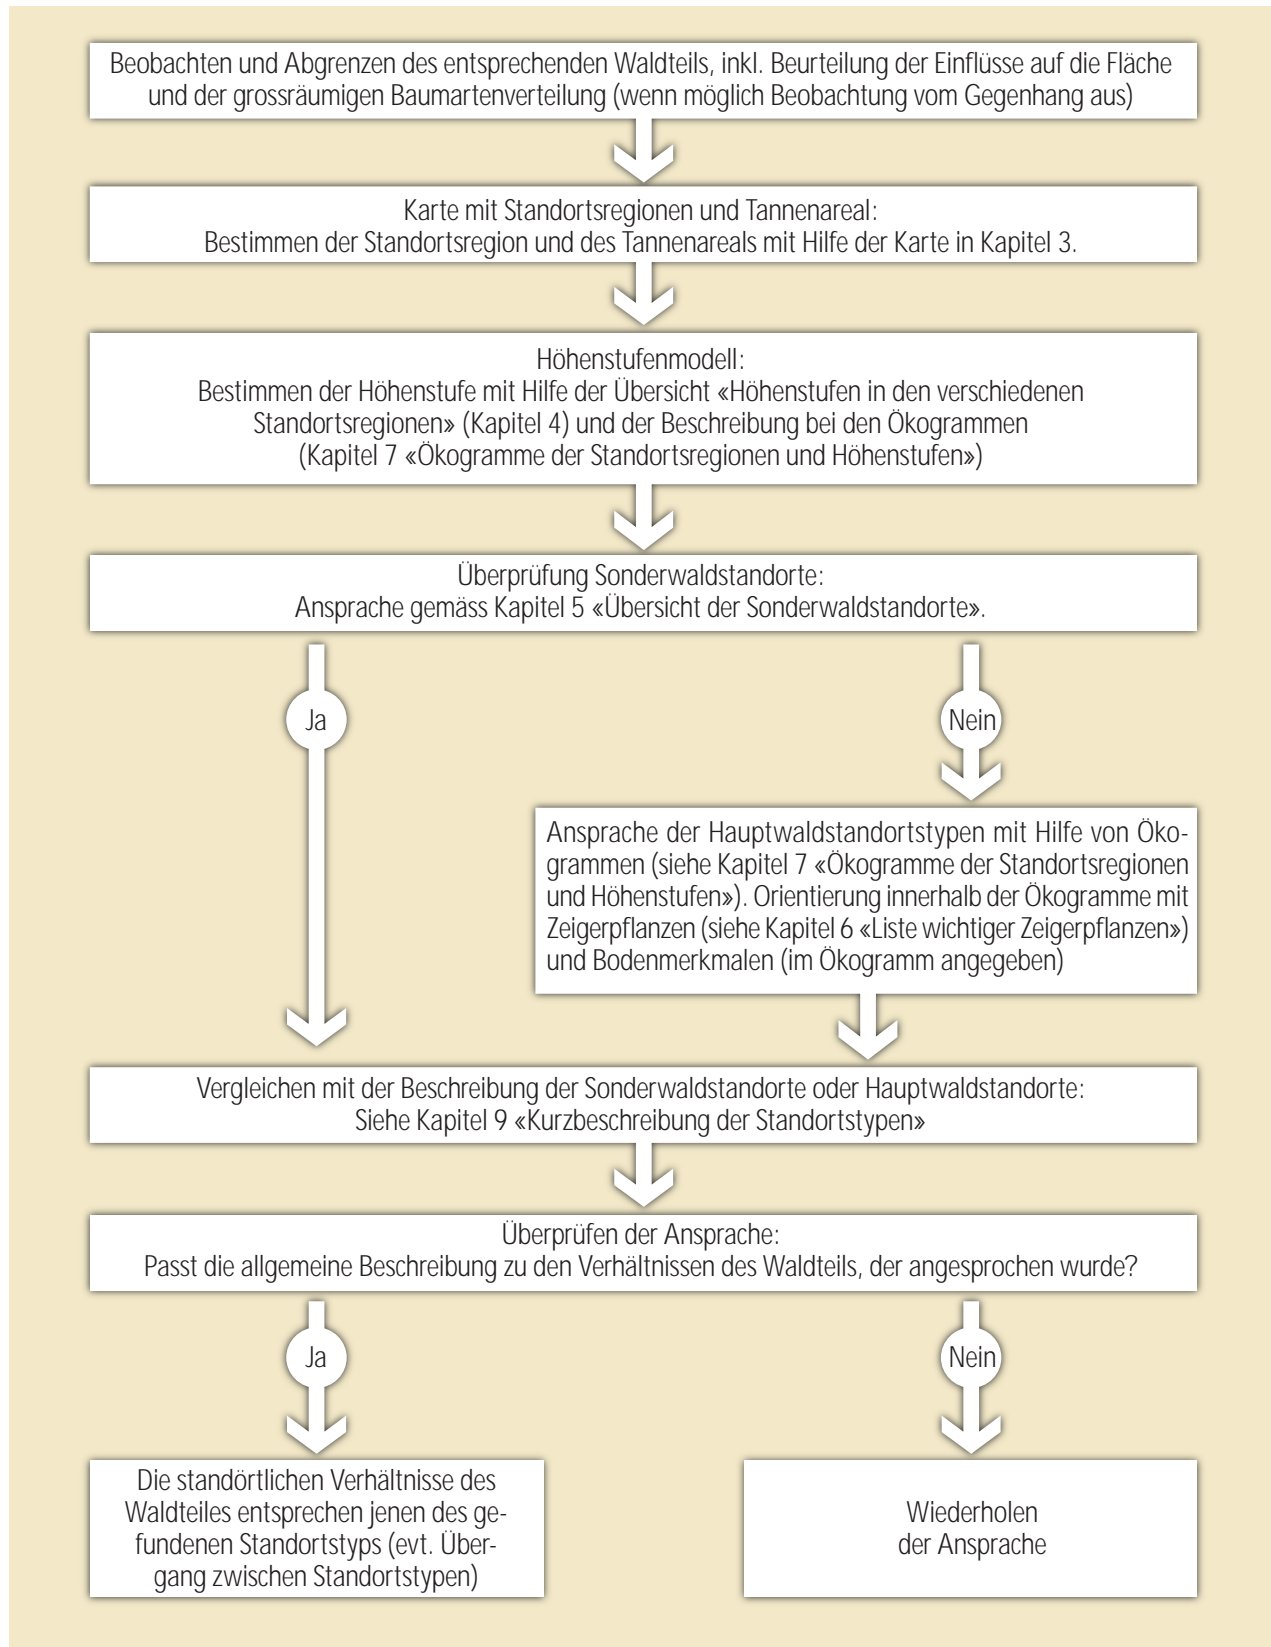 Beobachten und Abgrenzen des entsprechenden Waldteils, inkl. Beurteilung der Einflüsse auf die Fläche
und der grossräumigen Baumartenverteilung (wenn möglich Beobachtung vom Gegenhang aus)
Karte mit Standortsregionen und Tannenareal:
Bestimmen der Standortsregion und des Tannenareals mit Hilfe der Karte in Kapitel 3.
Höhenstufenmodell:
Bestimmen der Höhenstufe mit Hilfe der Übersicht «Höhenstufen in den verschiedenen
Standortsregionen» (Kapitel 4) und der Beschreibung bei den Ökogrammen
(Kapitel 7 «Ökogramme der Standortsregionen und Höhenstufen»)
Überprüfung Sonderwaldstandorte:
Ansprache gemäss Kapitel 5 «Übersicht der Sonderwaldstandorte».
Ja
Nein
Ansprache der Hauptwaldstandortstypen mit Hilfe von Öko-
grammen (siehe Kapitel 7 «Ökogramme der Standortsregionen
und Höhenstufen»). Orientierung innerhalb der Ökogramme mit
Zeigerpflanzen (siehe Kapitel 6 «Liste wichtiger Zeigerpflanzen»)
und Bodenmerkmalen (im Ökogramm angegeben)
Vergleichen mit der Beschreibung der Sonderwaldstandorte oder Hauptwaldstandorte:
Siehe Kapitel 9 «Kurzbeschreibung der Standortstypen»
Überprüfen der Ansprache:
Passt die allgemeine Beschreibung zu den Verhältnissen des Waldteils, der angesprochen wurde?
Ja
Nein
Die standörtlichen Verhältnisse des
Waldteiles entsprechen jenen des ge-
fundenen Standortstyps (evt. Über-
gang zwischen Standortstypen)
Wiederholen
der Ansprache